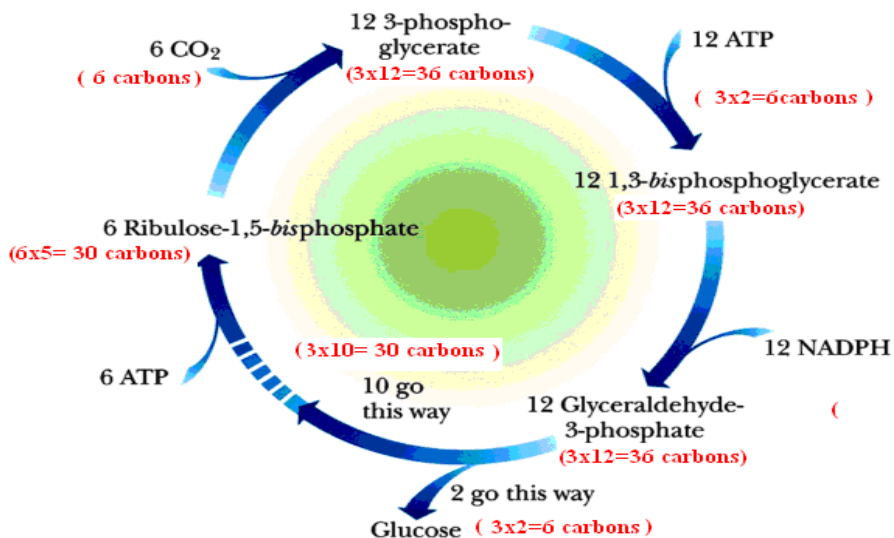 12 3-phospho-
glycerate
(3x12=36 carbons)
6 CO₂
( 6 carbons)
12 ATP
( 3x2=6carbons )
12 1,3-bisphosphoglycerate
(3x12=36 carbons)
6 Ribulose-1,5-bisphosphate
(6x5= 30 carbons)
12 NADPH
(
( 3x10= 30 carbons )
10 go
this way
6 ATP
12 Glyceraldehyde-
3-phosphate
(3x12=36 carbons)
2 go this way
Glucose ( 3x2=6 carbons )